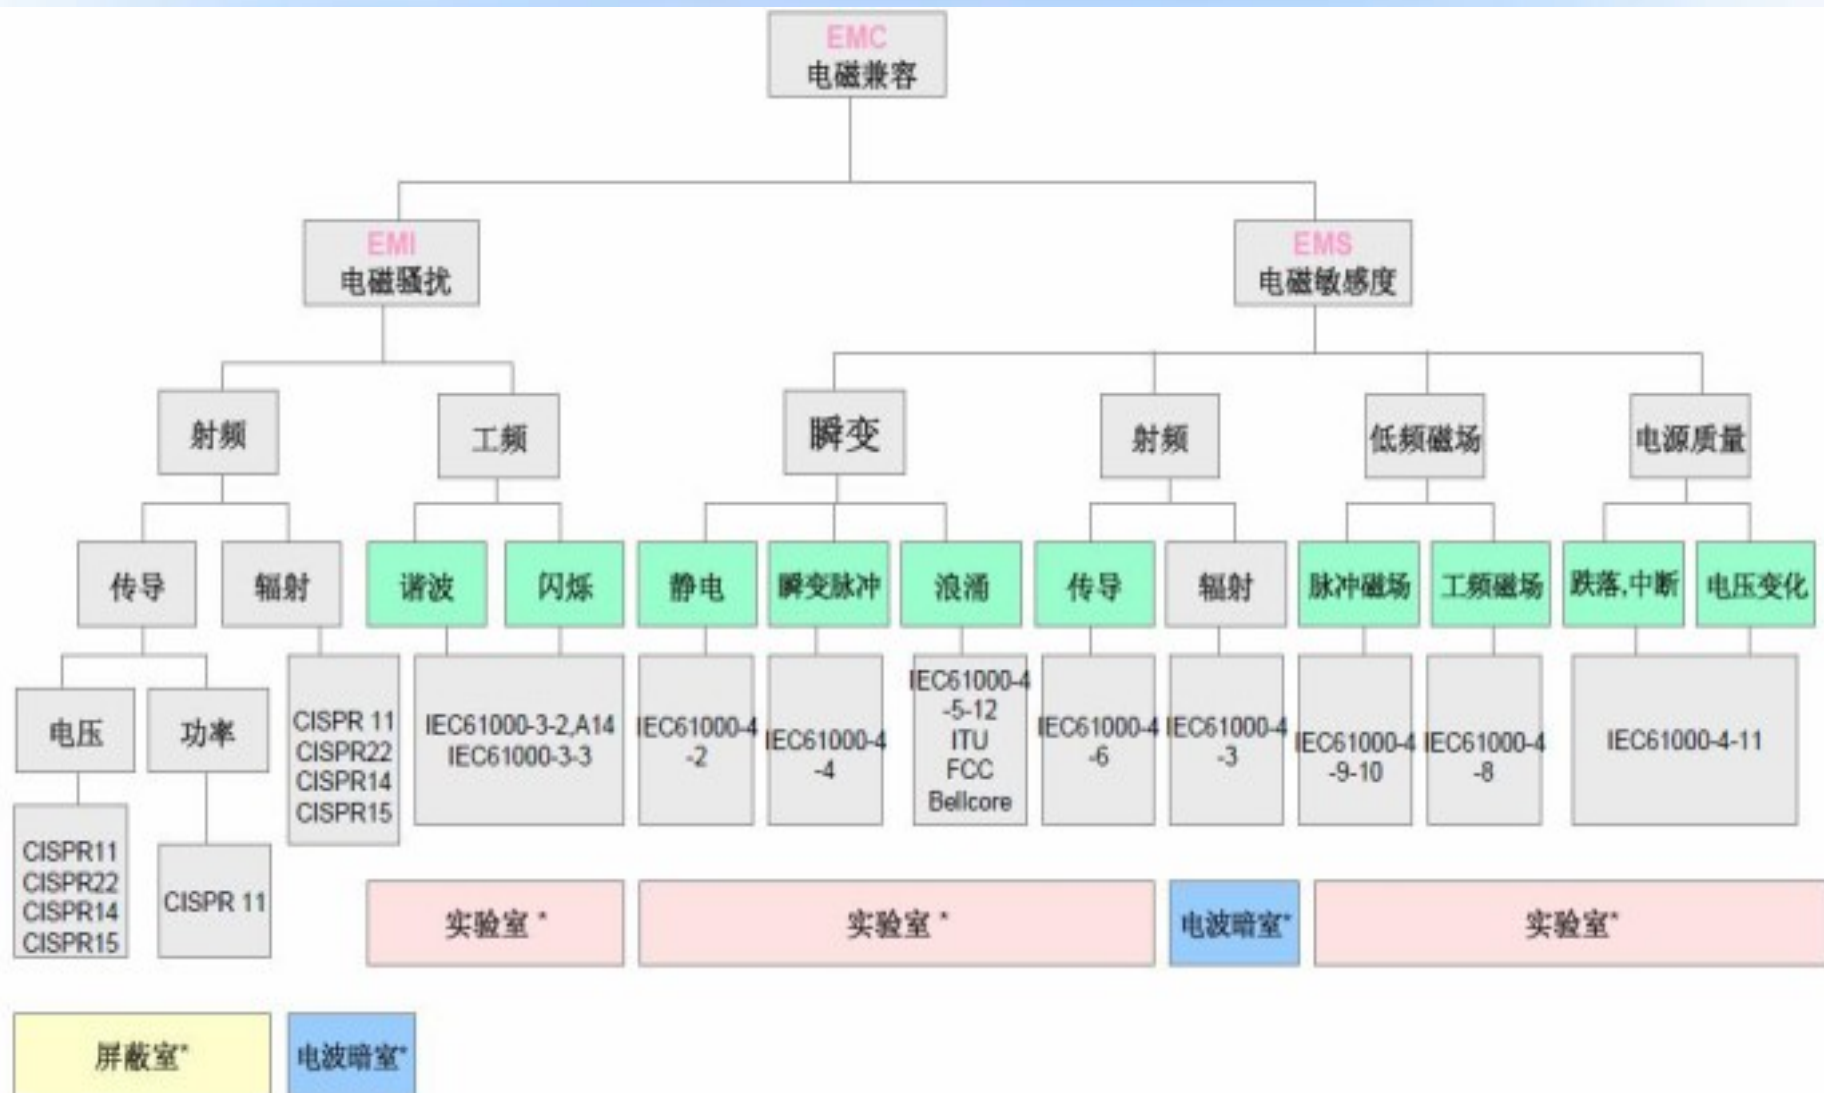 EMC
电磁兼容
EMI
电磁骚扰
EMS
电磁敏感度
射频
工频
瞬变
射频
低频磁场
电源质量
传导
辐射
谐波
闪烁
静电
瞬变脉冲
浪涌
传导
辐射
脉冲磁场
工频磁场
跌落,中断
电压变化
电压
功率
CISPR 11
CISPR22
CISPR14
CISPR15
IEC61000-3-2,A14
IEC61000-3-3
IEC61000-4
-2
IEC61000-4
-4
IEC61000-4
-5-12
ITU
FCC
Bellcore
IEC61000-4
-6
IEC61000-4
-3
IEC61000-4
-9-10
IEC61000-4
-8
IEC61000-4-11
CISPR11
CISPR22
CISPR14
CISPR15
CISPR 11
实验室 *
实验室 *
电波暗室*
实验室*
屏蔽室*
电波暗室*